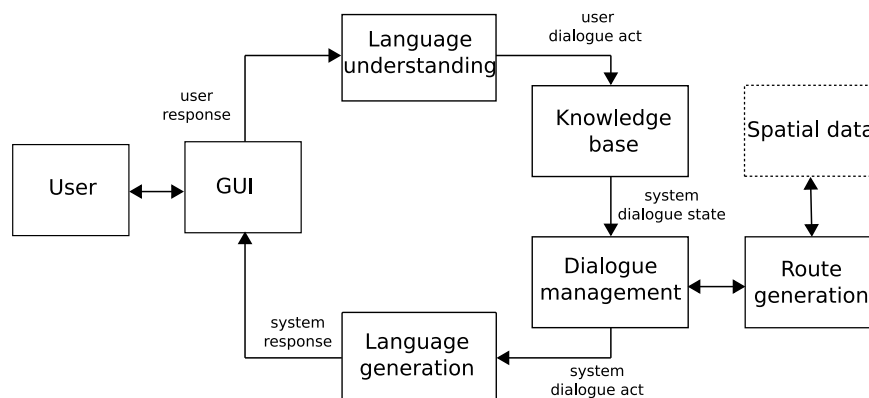 Language
understanding
user
dialogue act
user
response
Knowledge
base
Spatial data
User
GUI
system
dialogue state
Dialogue
management
Route
generation
system
response
Language
generation
system
dialogue act